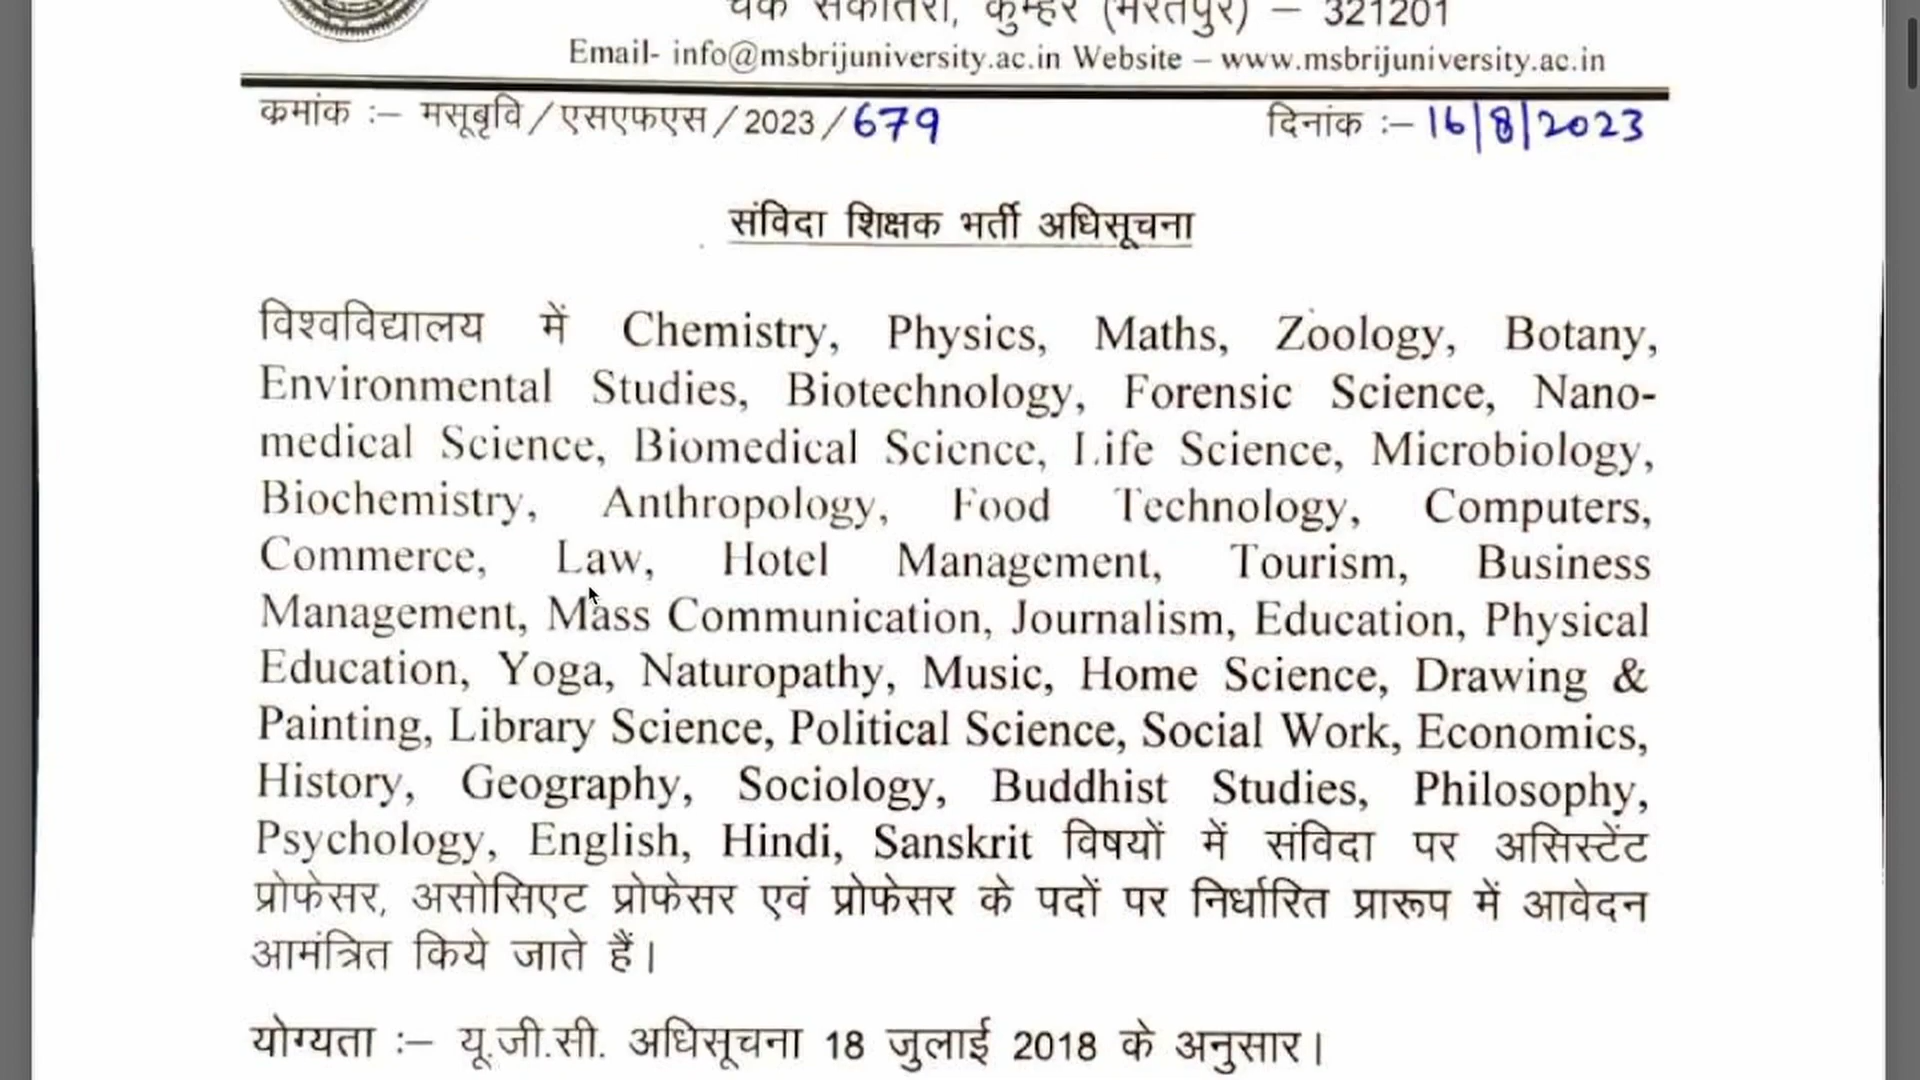 चक सकीतरा, कुम्हेर (भरतपुर) – 321201
Email- info@msbrijuniversity.ac.in Website – www.msbrijuniversity.ac.in
क्रमांक :– मसूबृवि/एसएफएस/2023/679 दिनांक :– 16/8/2023
संविदा शिक्षक भर्ती अधिसूचना
विश्वविद्यालय में Chemistry, Physics, Maths, Zoology, Botany,
Environmental Studies, Biotechnology, Forensic Science, Nano-
medical Science, Biomedical Science, Life Science, Microbiology,
Biochemistry, Anthropology, Food Technology, Computers,
Commerce, Law, Hotel Management, Tourism, Business
Management, Mass Communication, Journalism, Education, Physical
Education, Yoga, Naturopathy, Music, Home Science, Drawing &
Painting, Library Science, Political Science, Social Work, Economics,
History, Geography, Sociology, Buddhist Studies, Philosophy,
Psychology, English, Hindi, Sanskrit विषयों में संविदा पर असिस्टेंट
प्रोफेसर, असोसिएट प्रोफेसर एवं प्रोफेसर के पदों पर निर्धारित प्रारूप में आवेदन
आमंत्रित किये जाते हैं।
योग्यता :– यू.जी.सी. अधिसूचना 18 जुलाई 2018 के अनुसार।